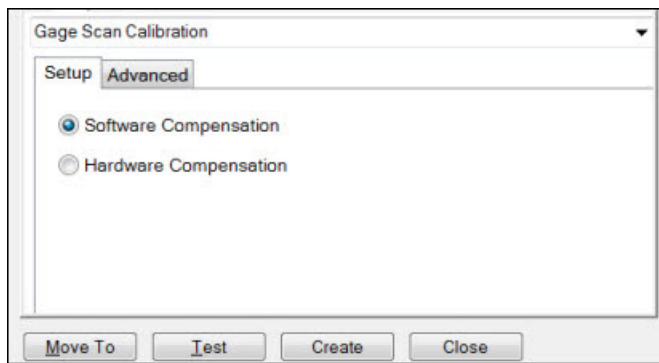 Gage Scan Calibration
Setup Advanced
Software Compensation
Hardware Compensation
Move To Test Create Close